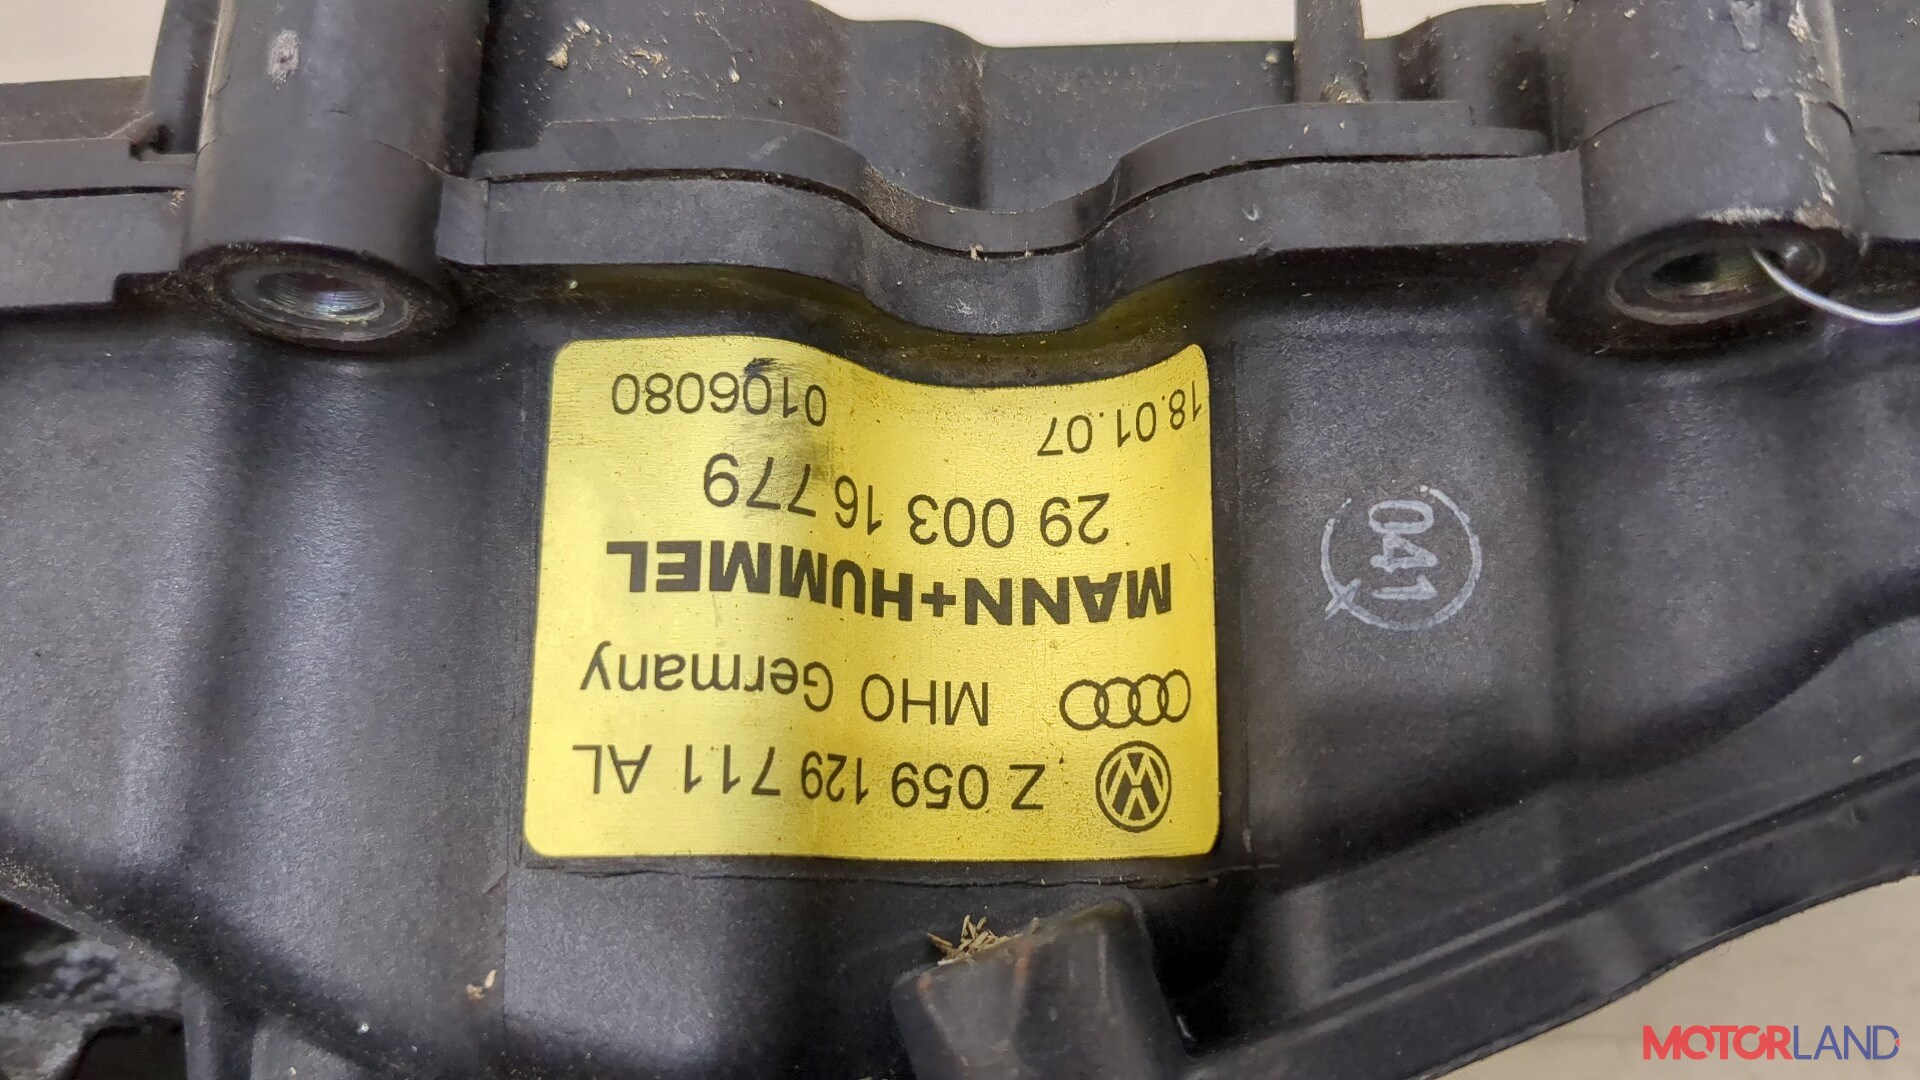 Z 059 129 711 AL
MHO Germany
MANN+HUMMEL
29 003 16 779
18.01.07 0106080
041
MOTORLAND